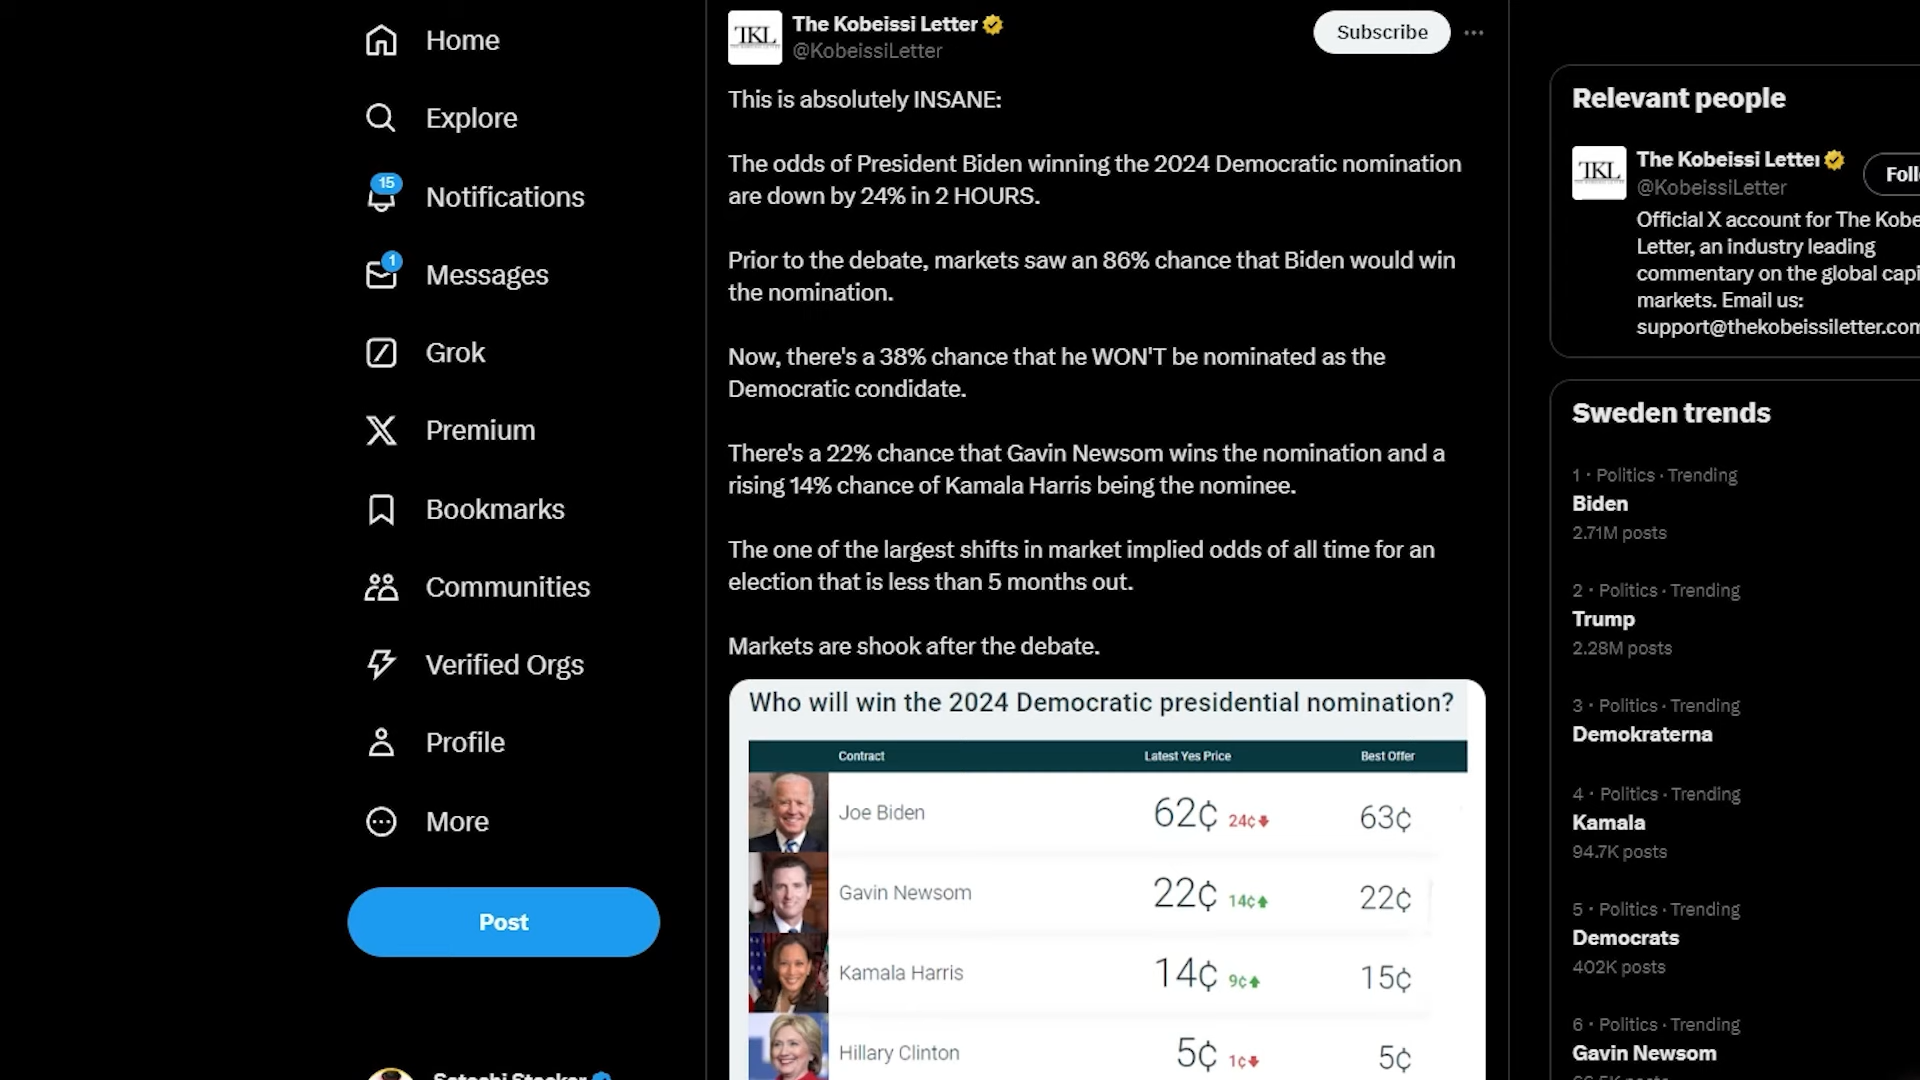 Home
Explore
15
Notifications
1
Messages
Grok
Premium
Bookmarks
Communities
Verified Orgs
Profile
More
Post
TKL
The Kobeissi Letter
@KobeissiLetter
Subscribe
This is absolutely INSANE:
The odds of President Biden winning the 2024 Democratic nomination
are down by 24% in 2 HOURS.
Prior to the debate, markets saw an 86% chance that Biden would win
the nomination.
Now, there's a 38% chance that he WON'T be nominated as the
Democratic candidate.
There's a 22% chance that Gavin Newsom wins the nomination and a
rising 14% chance of Kamala Harris being the nominee.
The one of the largest shifts in market implied odds of all time for an
election that is less than 5 months out.
Markets are shook after the debate.
Who will win the 2024 Democratic presidential nomination?
Contract Latest Yes Price Best Offer
Joe Biden 62¢ 24¢ 63¢
Gavin Newsom 22¢ 14¢ 22¢
Kamala Harris 14¢ 9¢ 15¢
Hillary Clinton 5¢ 1¢ 5¢
Relevant people
TKL
The Kobeissi Letter
@KobeissiLetter
Foll
Official X account for The Kobe
Letter, an industry leading
commentary on the global capi
markets. Email us:
support@thekobeissiletter.com
Sweden trends
1 · Politics · Trending
Biden
2.71M posts
2 · Politics · Trending
Trump
2.28M posts
3 · Politics · Trending
Demokraterna
4 · Politics · Trending
Kamala
94.7K posts
5 · Politics · Trending
Democrats
402K posts
6 · Politics · Trending
Gavin Newsom